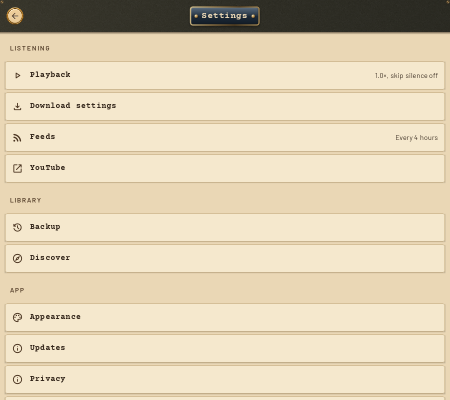 Settings
LISTENING
Playback 1.0×, skip silence off
Download settings
Feeds Every 4 hours
YouTube
LIBRARY
Backup
Discover
APP
Appearance
Updates
Privacy